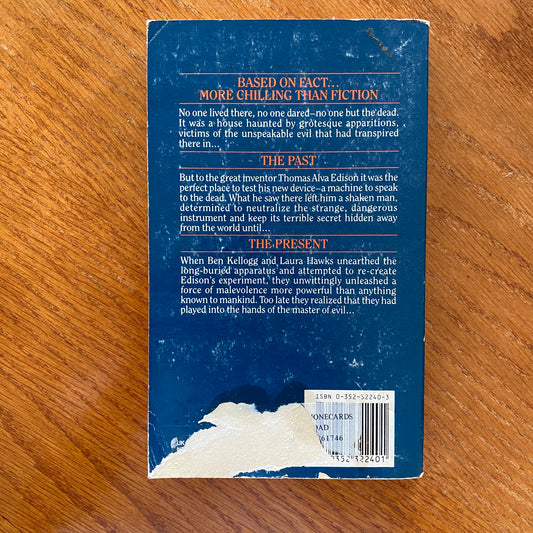 BASED ON FACT...
MORE CHILLING THAN FICTION
No one lived there, no one dared–no one but the dead.
It was a house haunted by grotesque apparitions,
victims of the unspeakable evil that had transpired
there in...
THE PAST
But to the great inventor Thomas Alva Edison it was the
perfect place to test his new device–a machine to speak
to the dead. What he saw there left him a shaken man,
determined to neutralize the strange, dangerous
instrument and keep its terrible secret hidden away
from the world until...
THE PRESENT
When Ben Kellogg and Laura Hawks unearthed the
long-buried apparatus and attempted to re-create
Edison's experiment, they unwittingly unleashed a
force of malevolence more powerful than anything
known to mankind. Too late they realized that they had
played into the hands of the master of evil...
ISBN 0-352-32240-3
ONECARDS
OAD
61746
352 322401
UK